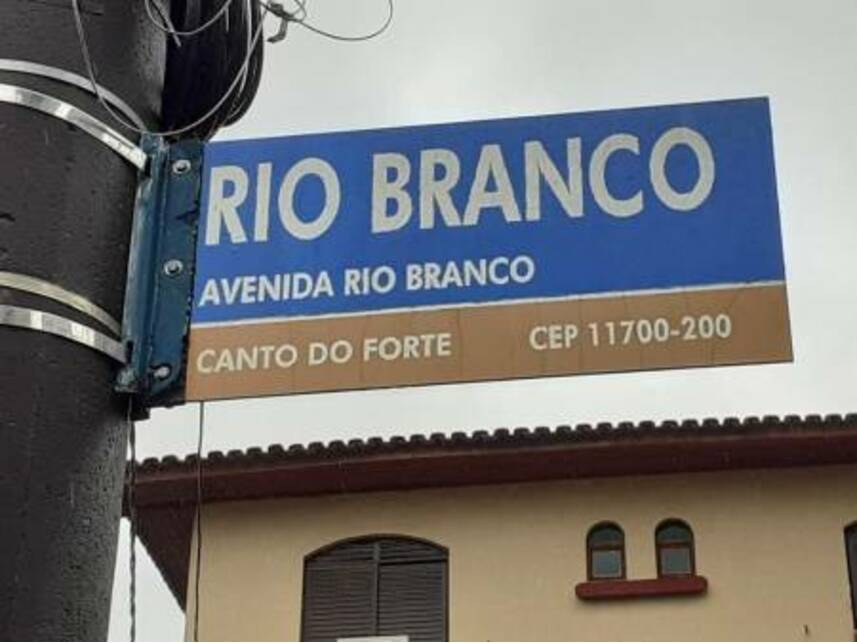 RIO BRANCO
AVENIDA RIO BRANCO
CANTO DO FORTE CEP 11700-200